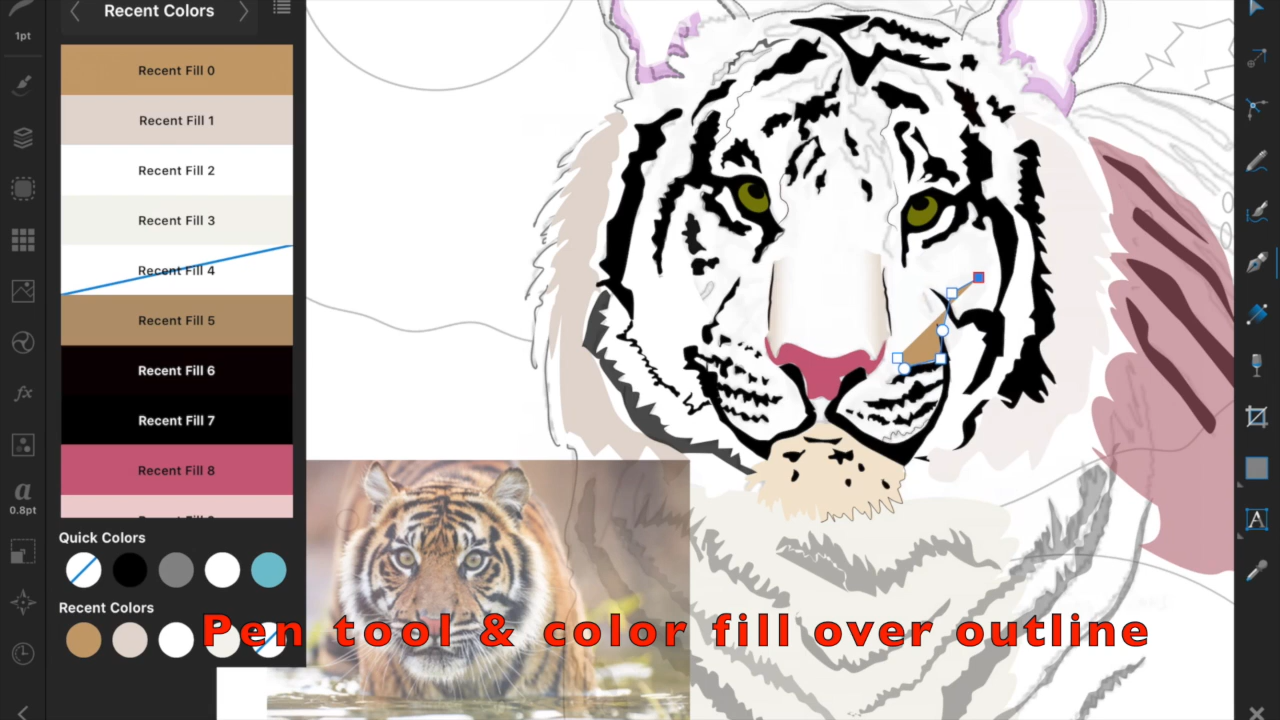 1pt
Recent Colors
Recent Fill 0
Recent Fill 1
Recent Fill 2
Recent Fill 3
Recent Fill 4
Recent Fill 5
Recent Fill 6
Recent Fill 7
Recent Fill 8
fx
a
0.8pt
A
Quick Colors
Recent Colors
Pen tool & color fill over outline